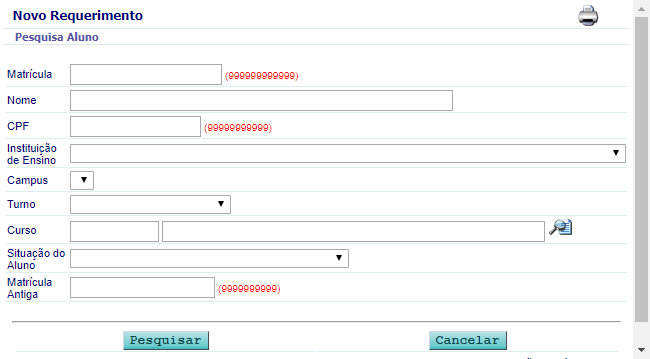 Novo Requerimento
Pesquisa Aluno
Matrícula (999999999999)
Nome
CPF (99999999999)
Instituição
de Ensino
Campus
Turno
Curso
Situação do
Aluno
Matrícula
Antiga (9999999999)
Pesquisar Cancelar